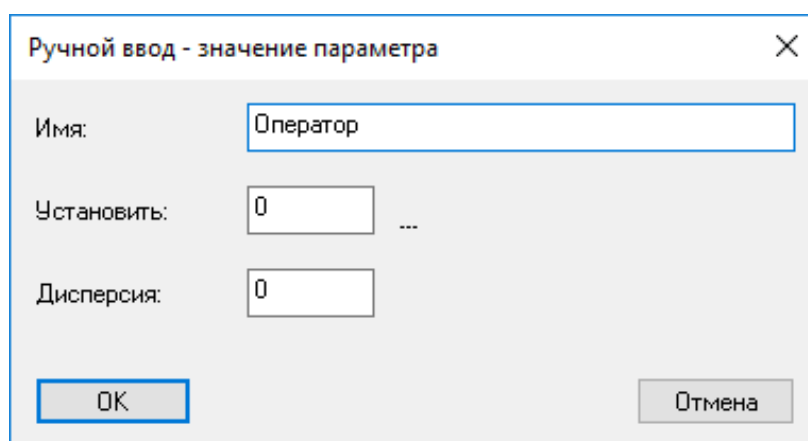 Ручной ввод - значение параметра
Имя: Оператор
Установить: 0 ...
Дисперсия: 0
OK Отмена